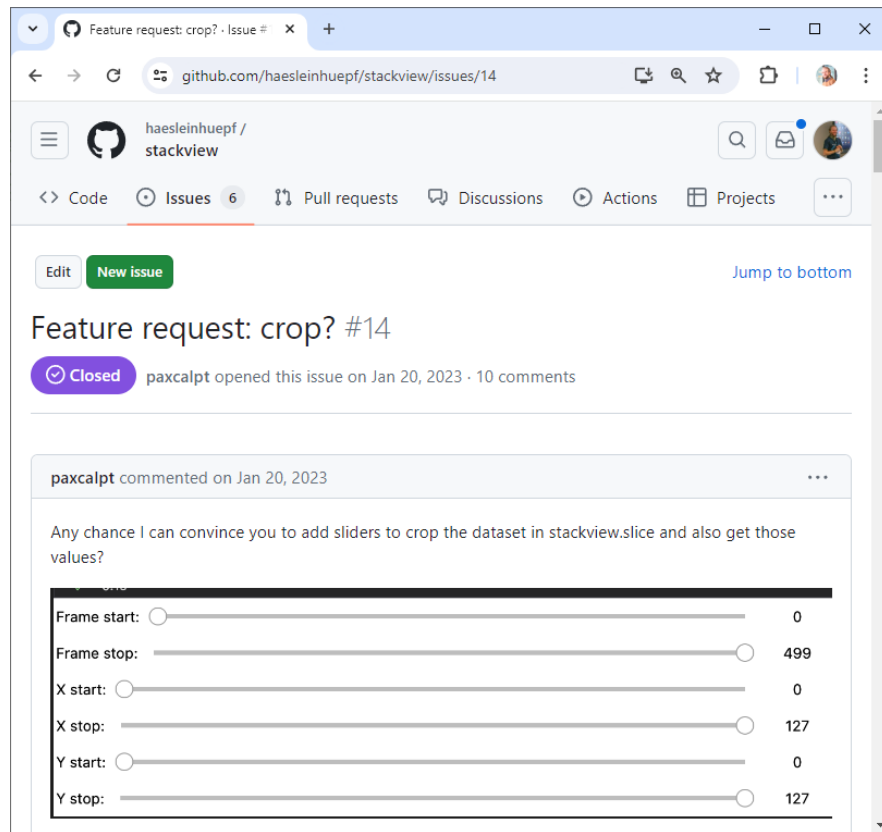 Feature request: crop? · Issue #
github.com/haesleinhuepf/stackview/issues/14
haesleinhuepf /
stackview
Code Issues 6 Pull requests Discussions Actions Projects
Edit New issue Jump to bottom
Feature request: crop? #14
Closed paxcalpt opened this issue on Jan 20, 2023 · 10 comments
paxcalpt commented on Jan 20, 2023
Any chance I can convince you to add sliders to crop the dataset in stackview.slice and also get those
values?
Frame start: 0
Frame stop: 499
X start: 0
X stop: 127
Y start: 0
Y stop: 127